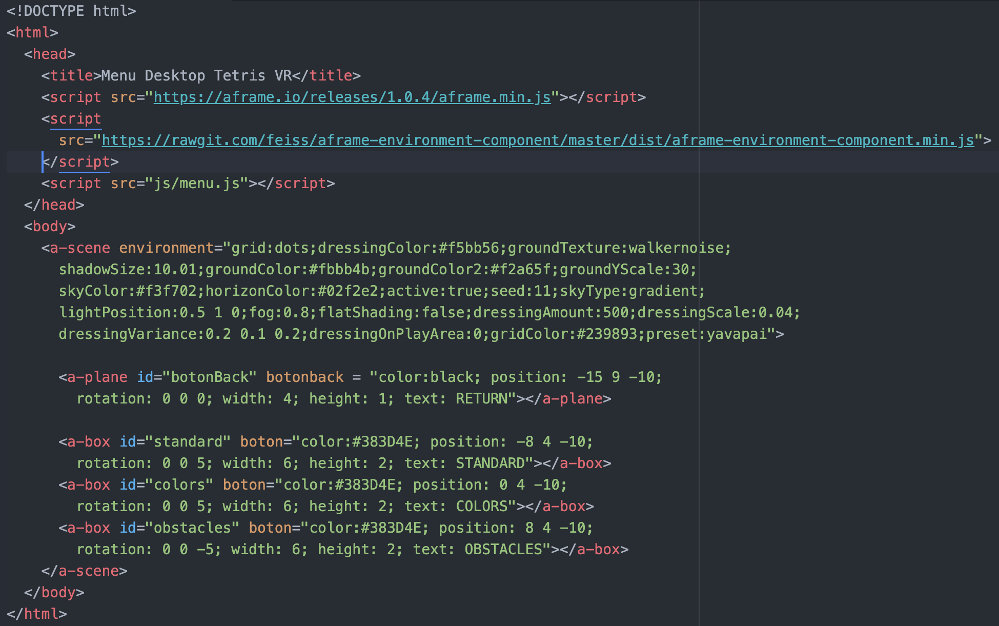 <!DOCTYPE html>
<html>
  <head>
    <title>Menu Desktop Tetris VR</title>
    <script src="https://aframe.io/releases/1.0.4/aframe.min.js"></script>
    <script
      src="https://rawgit.com/feiss/aframe-environment-component/master/dist/aframe-environment-component.min.js">
    </script>
    <script src="js/menu.js"></script>
  </head>
  <body>
    <a-scene environment="grid:dots;dressingColor:#f5bb56;groundTexture:walkernoise;
      shadowSize:10.01;groundColor:#fbbb4b;groundColor2:#f2a65f;groundYScale:30;
      skyColor:#f3f702;horizonColor:#02f2e2;active:true;seed:11;skyType:gradient;
      lightPosition:0.5 1 0;fog:0.8;flatShading:false;dressingAmount:500;dressingScale:0.04;
      dressingVariance:0.2 0.1 0.2;dressingOnPlayArea:0;gridColor:#239893;preset:yavapai">

      <a-plane id="botonBack" botonback = "color:black; position: -15 9 -10;
        rotation: 0 0 0; width: 4; height: 1; text: RETURN"></a-plane>

      <a-box id="standard" boton="color:#383D4E; position: -8 4 -10;
        rotation: 0 0 5; width: 6; height: 2; text: STANDARD"></a-box>
      <a-box id="colors" boton="color:#383D4E; position: 0 4 -10;
        rotation: 0 0 5; width: 6; height: 2; text: COLORS"></a-box>
      <a-box id="obstacles" boton="color:#383D4E; position: 8 4 -10;
        rotation: 0 0 -5; width: 6; height: 2; text: OBSTACLES"></a-box>
    </a-scene>
  </body>
</html>